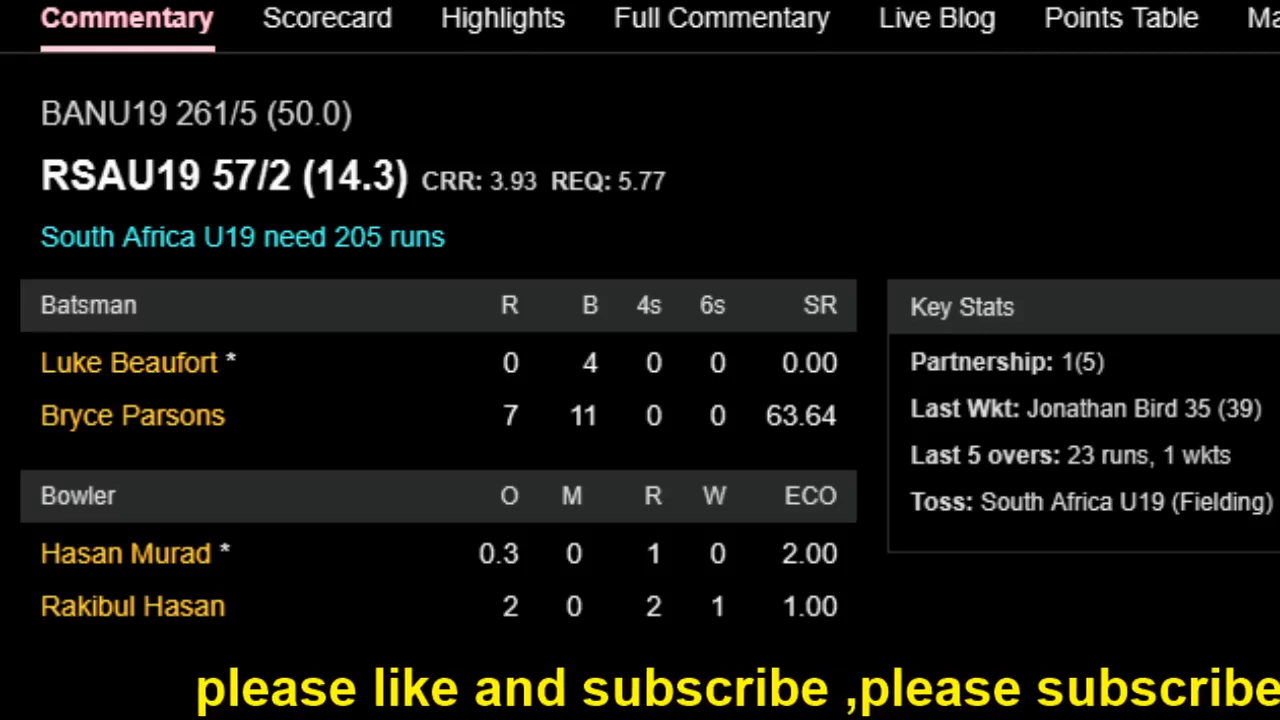 Commentary Scorecard Highlights Full Commentary Live Blog Points Table
BANU19 261/5 (50.0)
RSAU19 57/2 (14.3) CRR: 3.93 REQ: 5.77
South Africa U19 need 205 runs
Batsman R B 4s 6s SR
Luke Beaufort * 0 4 0 0 0.00
Bryce Parsons 7 11 0 0 63.64
Bowler O M R W ECO
Hasan Murad * 0.3 0 1 0 2.00
Rakibul Hasan 2 0 2 1 1.00
Key Stats
Partnership: 1(5)
Last Wkt: Jonathan Bird 35 (39)
Last 5 overs: 23 runs, 1 wkts
Toss: South Africa U19 (Fielding)
please like and subscribe ,please subscribe